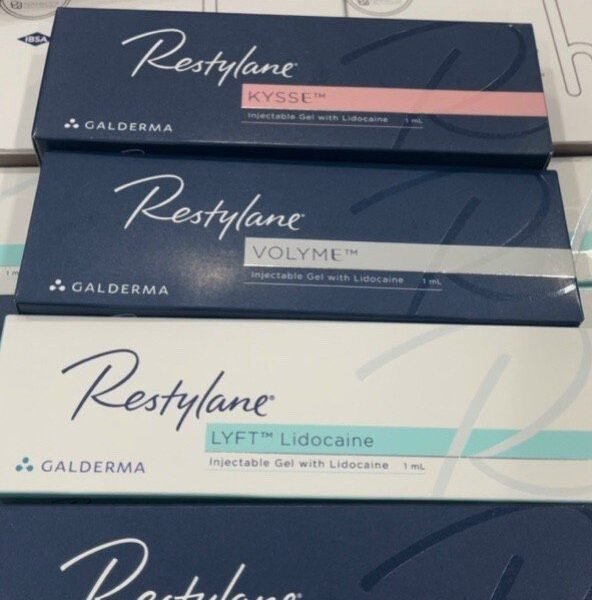 IBSA
Restylane
KYSSE™
Injectable Gel with Lidocaine 1 mL
GALDERMA
Restylane
VOLYME™
Injectable Gel with Lidocaine 1 mL
GALDERMA
1 m
Restylane®
LYFT™ Lidocaine
Injectable Gel with Lidocaine 1 mL
GALDERMA
Restylane